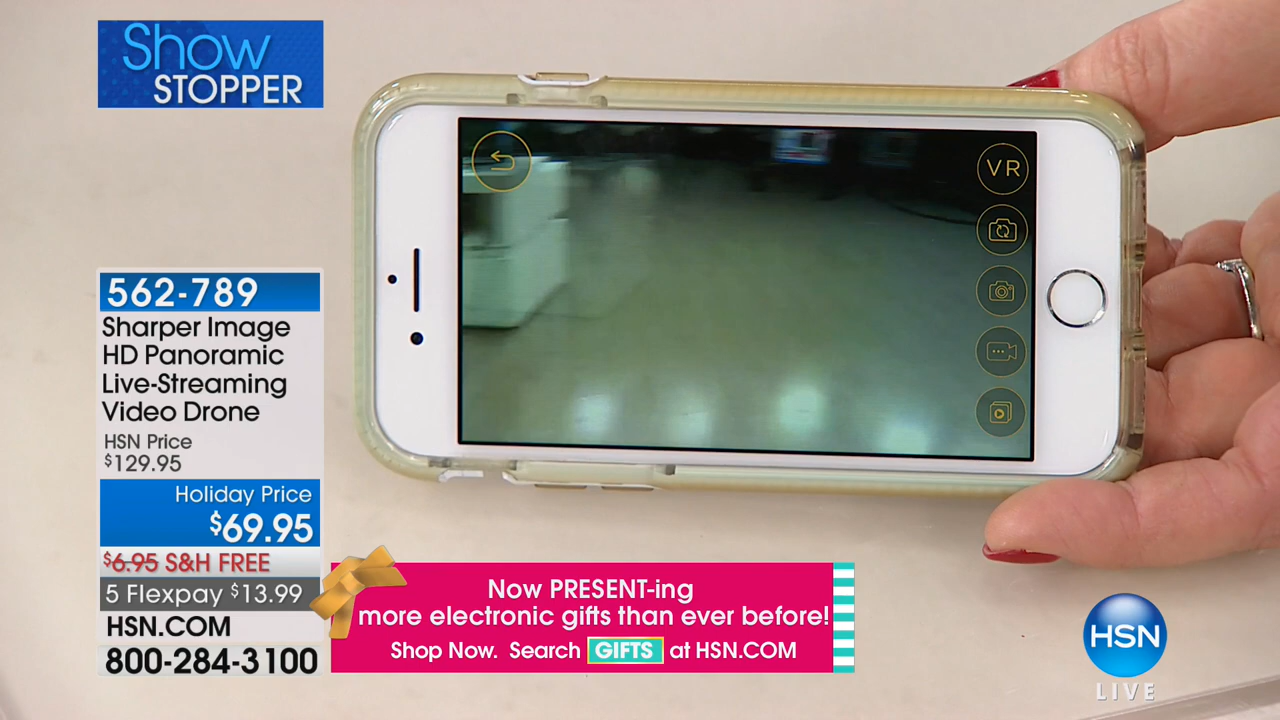 Show
STOPPER
562-789
Sharper Image
HD Panoramic
Live-Streaming
Video Drone
HSN Price
$129.95
Holiday Price
$69.95
$6.95 S&H FREE
5 Flexpay $13.99
HSN.COM
800-284-3100
VR
Now PRESENT-ing
more electronic gifts than ever before!
Shop Now. Search GIFTS at HSN.COM
HSN
LIVE